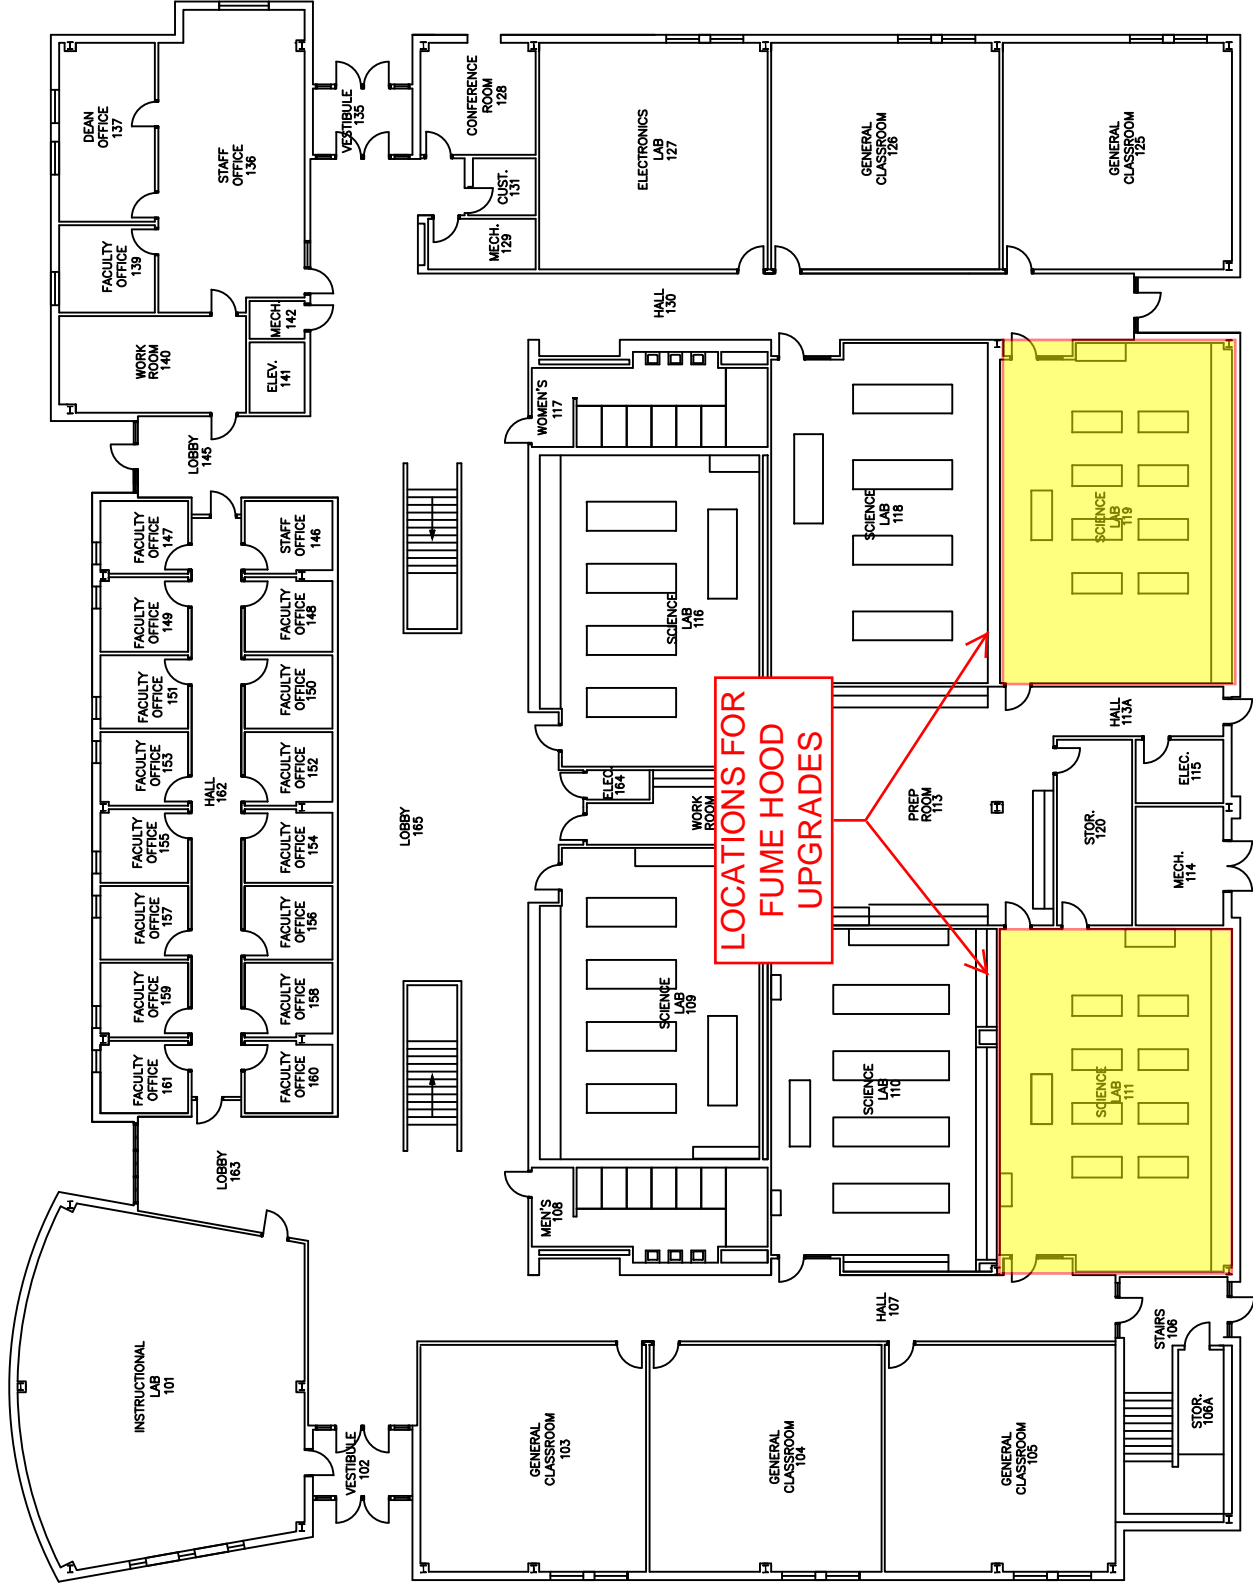 DEAN
OFFICE
137
STAFF
OFFICE
136
FACULTY
OFFICE
139
WORK
ROOM
140
MECH.
142
ELEV.
141
VESTIBULE
135
CONFERENCE
ROOM
128
CUST.
131
MECH.
129
ELECTRONICS
LAB
127
GENERAL
CLASSROOM
126
GENERAL
CLASSROOM
125
HALL
130
LOBBY
145
WOMEN'S
117
SCIENCE
LAB
116
SCIENCE
LAB
118
SCIENCE
LAB
119
FACULTY
OFFICE
147
STAFF
OFFICE
146
FACULTY
OFFICE
149
FACULTY
OFFICE
148
FACULTY
OFFICE
151
FACULTY
OFFICE
150
FACULTY
OFFICE
153
FACULTY
OFFICE
152
HALL
162
FACULTY
OFFICE
155
FACULTY
OFFICE
154
FACULTY
OFFICE
157
FACULTY
OFFICE
156
FACULTY
OFFICE
159
FACULTY
OFFICE
158
FACULTY
OFFICE
161
FACULTY
OFFICE
160
LOBBY
165
ELEC.
164
WORK
ROOM
LOCATIONS FOR
FUME HOOD
UPGRADES
PREP
ROOM
113
HALL
113A
ELEC.
115
STOR.
120
MECH.
114
SCIENCE
LAB
109
SCIENCE
LAB
110
SCIENCE
LAB
111
LOBBY
163
MEN'S
108
HALL
107
STAIRS
106
STOR.
106A
INSTRUCTIONAL
LAB
101
VESTIBULE
102
GENERAL
CLASSROOM
103
GENERAL
CLASSROOM
104
GENERAL
CLASSROOM
105